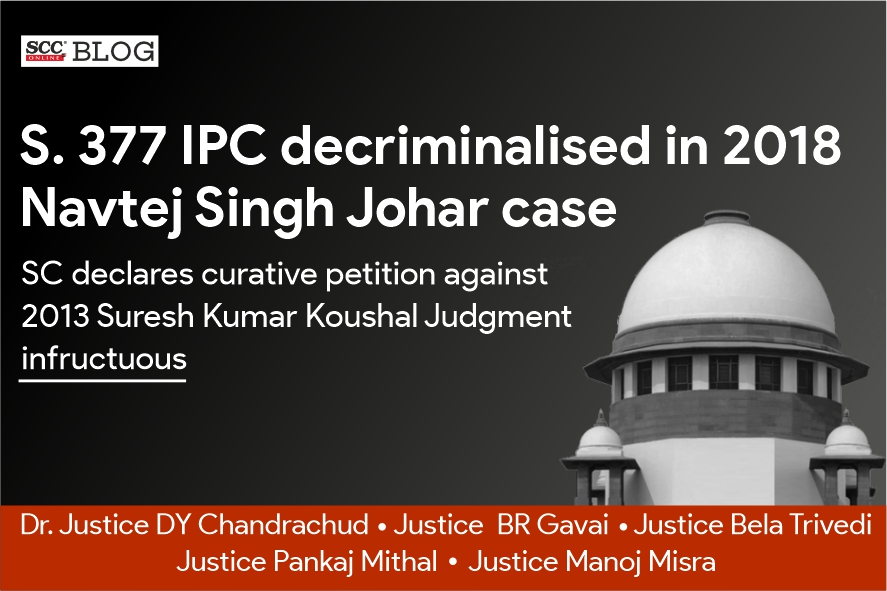 SCC ONLINE BLOG
S. 377 IPC decriminalised in 2018
Navtej Singh Johar case
SC declares curative petition against
2013 Suresh Kumar Koushal Judgment
infructuous
Dr. Justice DY Chandrachud • Justice BR Gavai • Justice Bela Trivedi
Justice Pankaj Mithal • Justice Manoj Misra